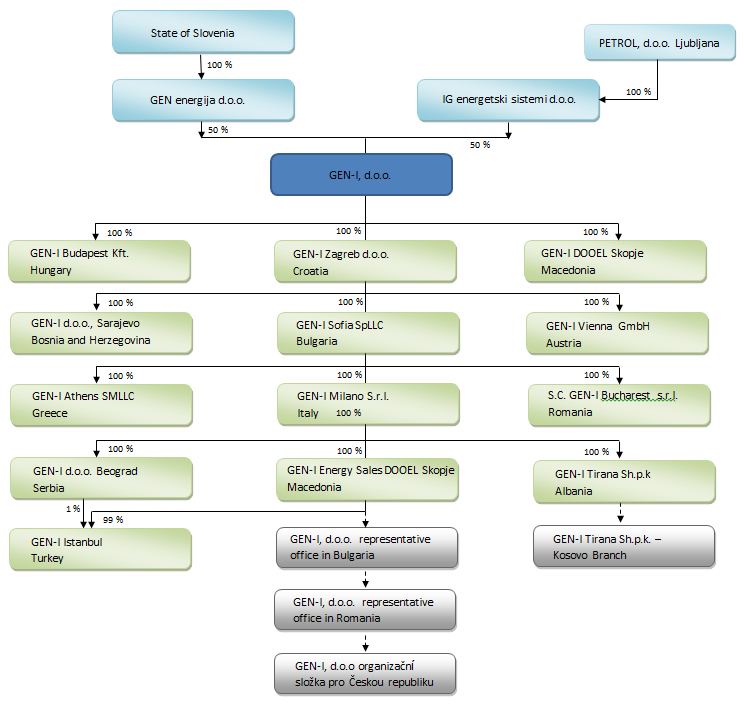 State of Slovenia
PETROL, d.o.o. Ljubljana
100 %
GEN energija d.o.o.
IG energetski sistemi d.o.o.
100 %
50 %
50 %
GEN-I, d.o.o.
100 %
100 %
100 %
GEN-I Budapest Kft.
Hungary
GEN-I Zagreb d.o.o.
Croatia
GEN-I DOOEL Skopje
Macedonia
100 %
100 %
100 %
GEN-I d.o.o., Sarajevo
Bosnia and Herzegovina
GEN-I Sofia SpLLC
Bulgaria
GEN-I Vienna GmbH
Austria
100 %
100 %
GEN-I Athens SMLLC
Greece
GEN-I Milano S.r.l.
Italy 100 %
S.C. GEN-I Bucharest s.r.l.
Romania
100 %
100 %
100 %
GEN-I d.o.o. Beograd
Serbia
GEN-I Energy Sales DOOEL Skopje
Macedonia
GEN-I Tirana Sh.p.k
Albania
1 %
99 %
GEN-I Istanbul
Turkey
GEN-I, d.o.o. representative
office in Bulgaria
GEN-I Tirana Sh.p.k. –
Kosovo Branch
GEN-I, d.o.o. representative
office in Romania
GEN-I, d.o.o organizační
složka pro Českou republiku